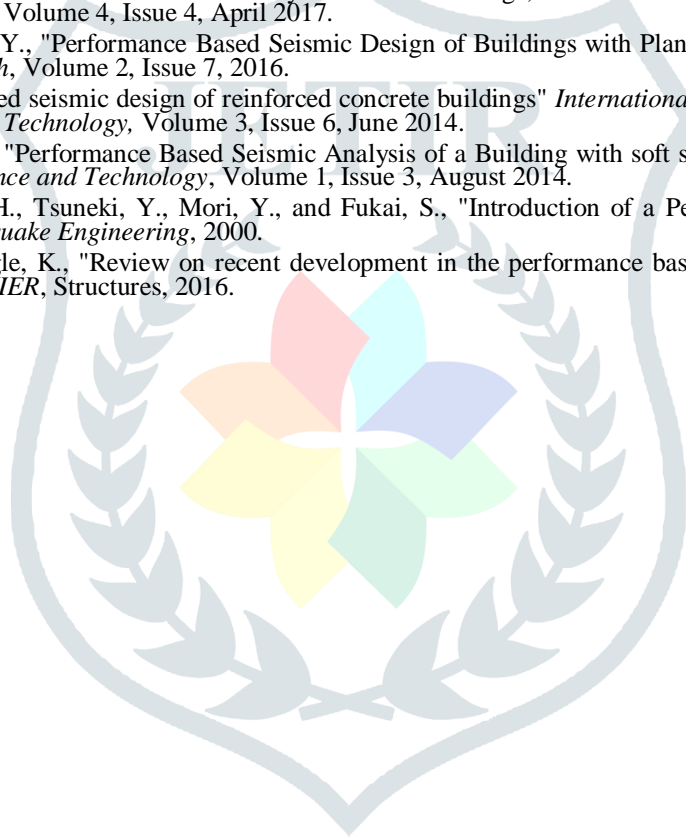 Volume 4, Issue 4, April 2017.
Y., "Performance Based Seismic Design of Buildings with Plan
h, Volume 2, Issue 7, 2016.
ed seismic design of reinforced concrete buildings" Internationa
Technology, Volume 3, Issue 6, June 2014.
"Performance Based Seismic Analysis of a Building with soft s
nce and Technology, Volume 1, Issue 3, August 2014.
H., Tsuneki, Y., Mori, Y., and Fukai, S., "Introduction of a Pe
uake Engineering, 2000.
gle, K., "Review on recent development in the performance bas
IER, Structures, 2016.
JETIR